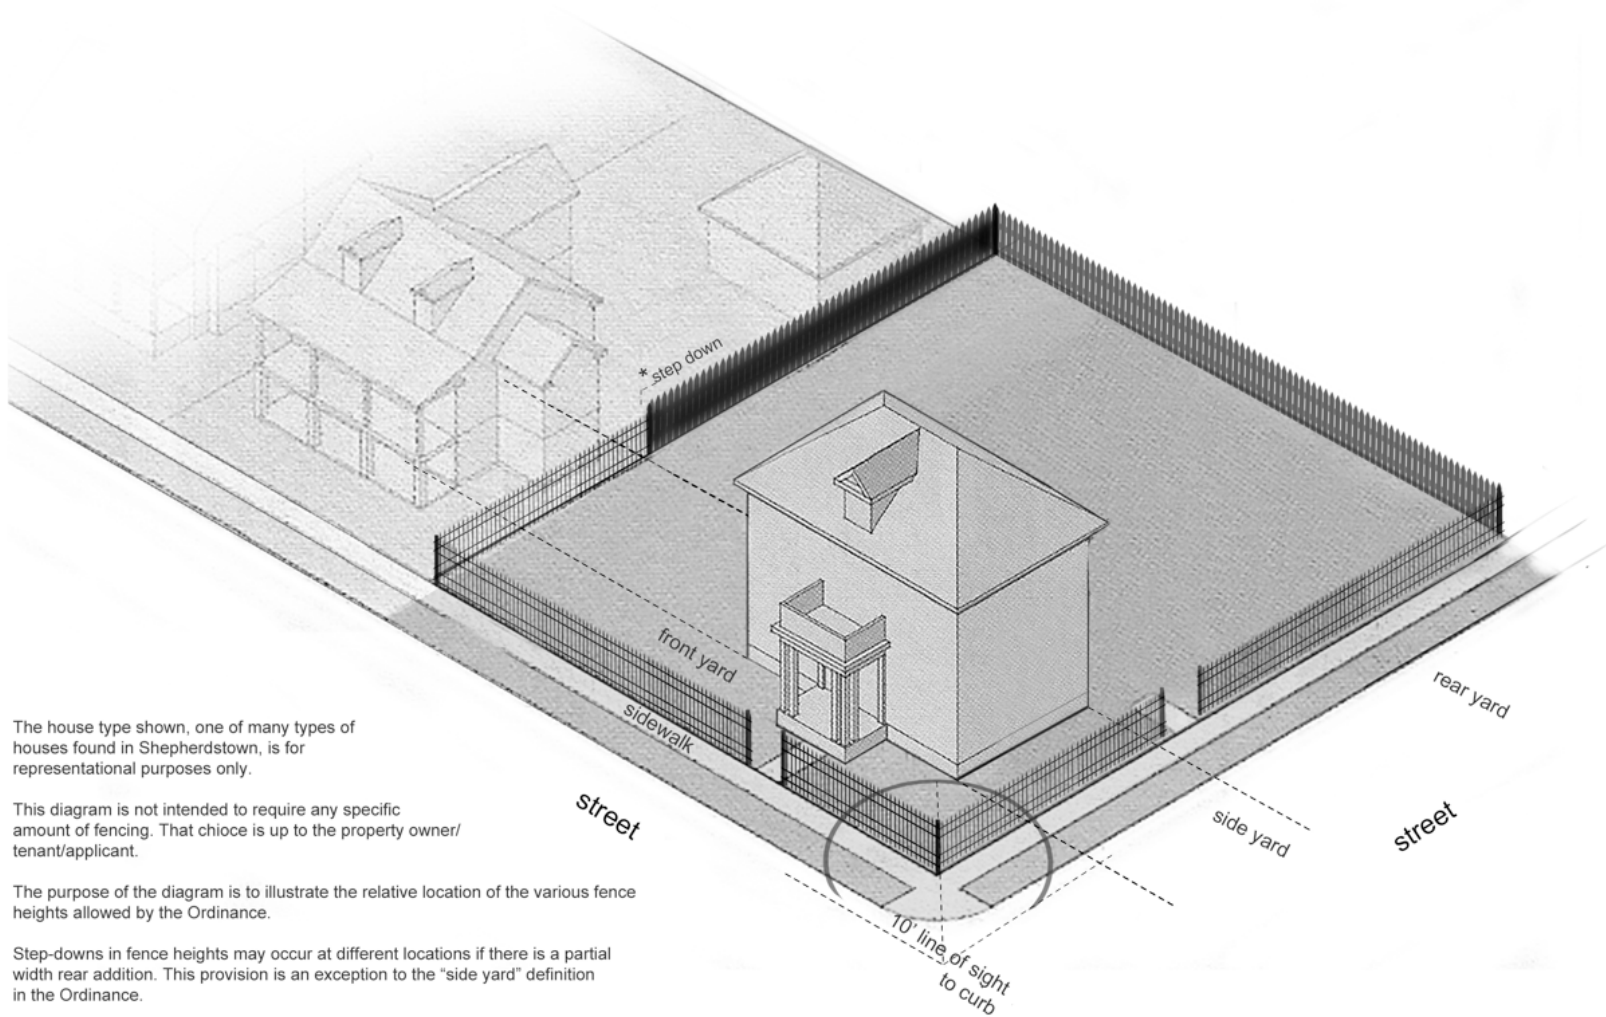 * step down
front yard
sidewalk
rear yard
side yard
street
street
10' line of sight
to curb
The house type shown, one of many types of
houses found in Shepherdstown, is for
representational purposes only.
This diagram is not intended to require any specific
amount of fencing. That chioce is up to the property owner/
tenant/applicant.
The purpose of the diagram is to illustrate the relative location of the various fence
heights allowed by the Ordinance.
Step-downs in fence heights may occur at different locations if there is a partial
width rear addition. This provision is an exception to the “side yard” definition
in the Ordinance.